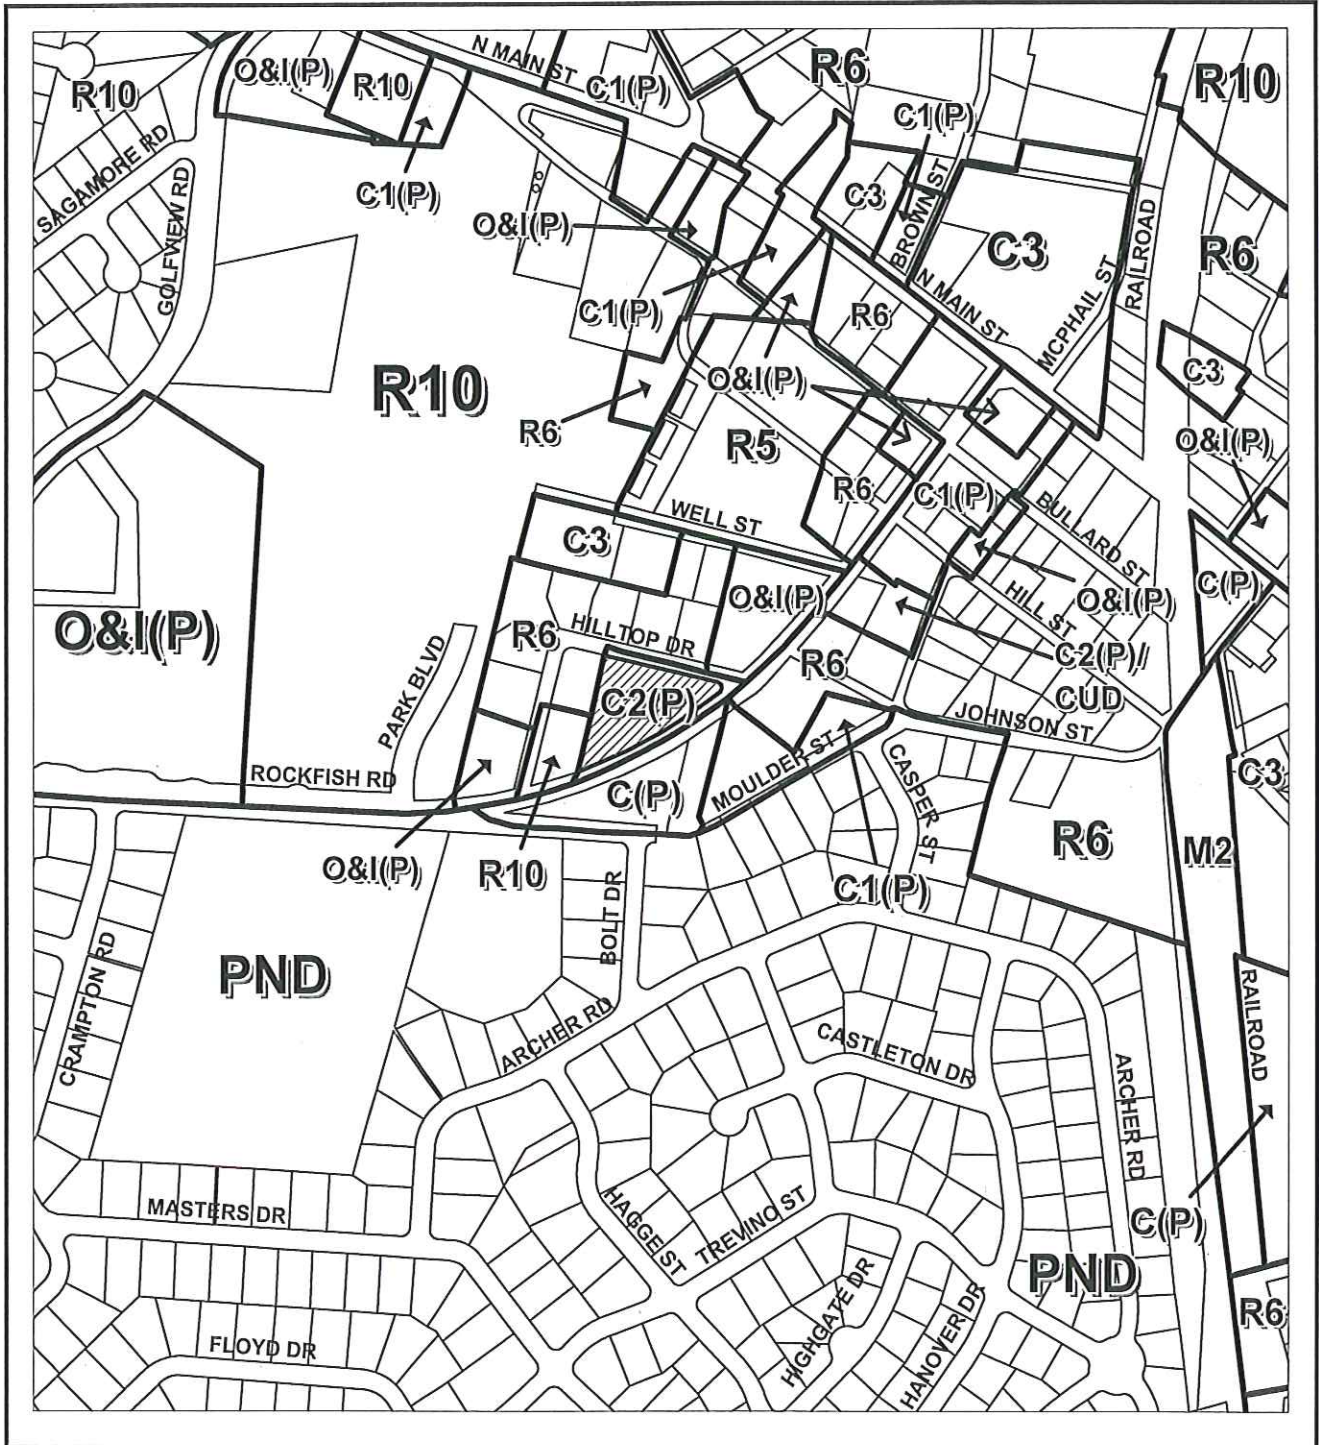 N MAIN ST
O&I(P)
R10
R6
C1(P)
R10
R10
C1(P)
SAGAMORE RD
GOLFVIEW RD
C1(P)
C3
BROWN ST
O&I(P)
C3
RAILROAD
R6
C1(P)
R6
N MAIN ST
MCPHAIL ST
R10
O&I(P)
C3
R6
R5
O&I(P)
R6
C1(P)
WELL ST
BULLARD ST
C3
O&I(P)
C(P)
O&I(P)
HILL ST
O&I(P)
R6
HILLTOP DR
R6
C2(P)/
CUD
PARK BLVD
C2(P)
JOHNSON ST
ROCKFISH RD
C(P)
MOULDER ST
CASPER ST
C3
O&I(P)
R10
C1(P)
R6
M2
PND
BOLT DR
CRAMPTON RD
ARCHER RD
CASTLETON DR
ARCHER RD
RAILROAD
MASTERS DR
HAGGE ST
TREVINO ST
C(P)
PND
HIGHGATE DR
HANOVER DR
R6
FLOYD DR